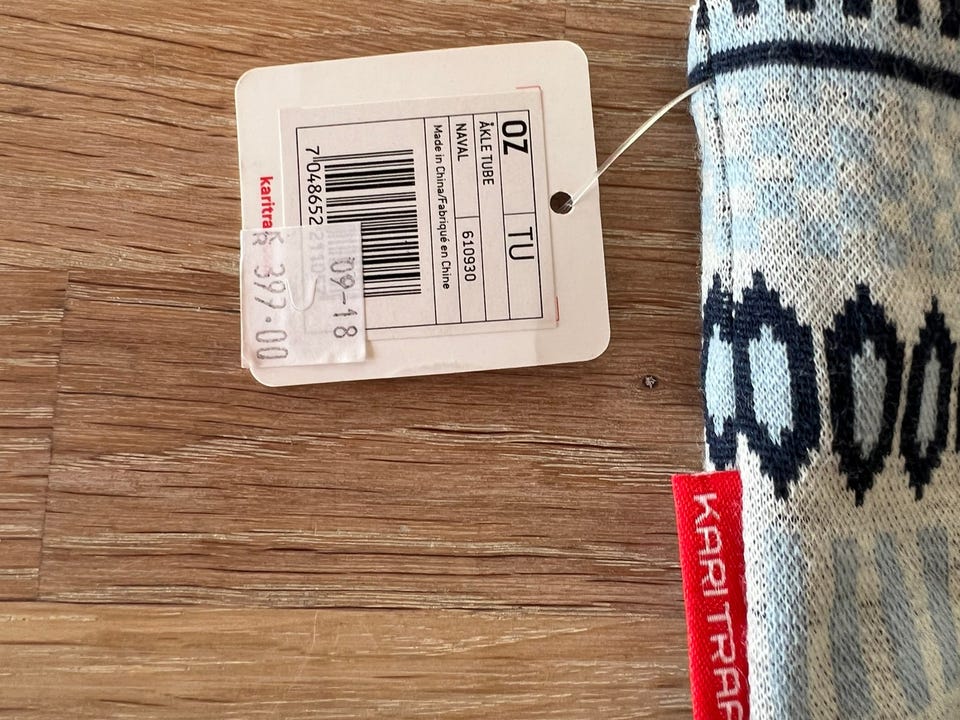 OZ TU
ÅKLE TUBE
NAVAL 610930
Made in China/Fabriqué en Chine
7 048652
karitra
09-18
397.00
KARI TRAA